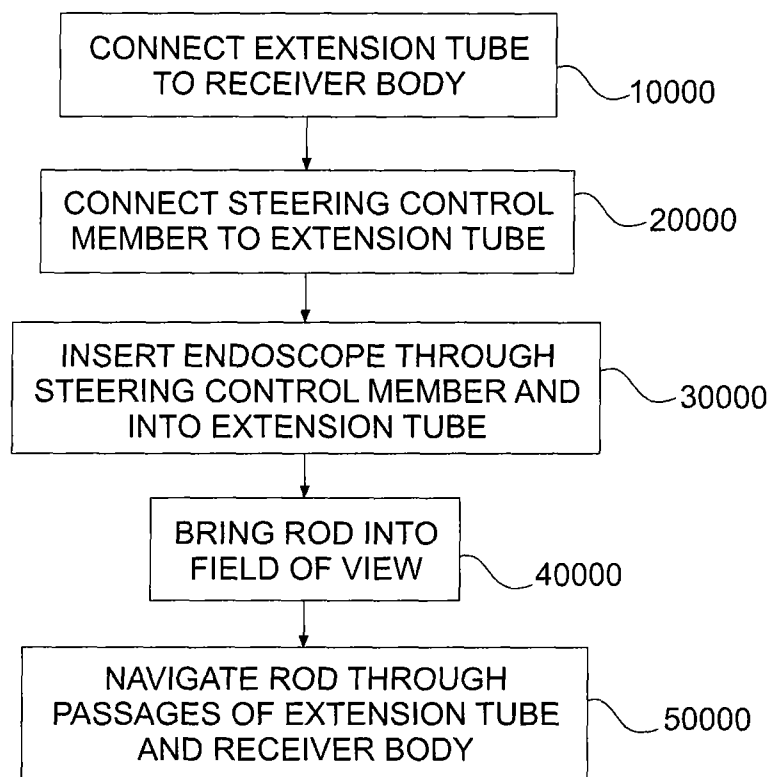 CONNECT EXTENSION TUBE
TO RECEIVER BODY
10000
CONNECT STEERING CONTROL
MEMBER TO EXTENSION TUBE
20000
INSERT ENDOSCOPE THROUGH
STEERING CONTROL MEMBER AND
INTO EXTENSION TUBE
30000
BRING ROD INTO
FIELD OF VIEW
40000
NAVIGATE ROD THROUGH
PASSAGES OF EXTENSION TUBE
AND RECEIVER BODY
50000